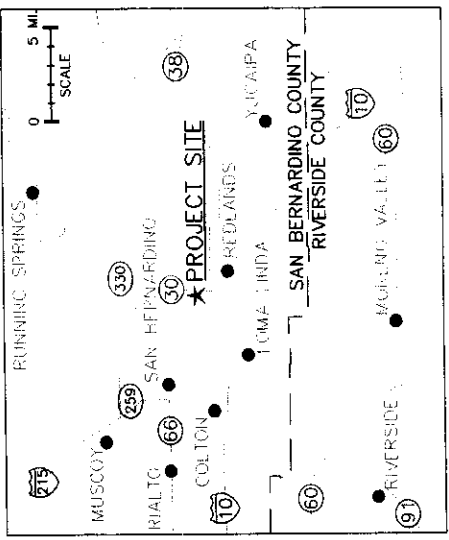 215
RUNNING SPRINGS
0 5 MI.
SCALE
MUSCOY
259
330
RIALTO
66
SAN BERNARDINO
30
38
COLTON
PROJECT SITE
10
REDLANDS
LOMA LINDA
YUCAIPA
SAN BERNARDINO COUNTY
RIVERSIDE COUNTY
60
10
MORENO VALLEY
60
RIVERSIDE
91